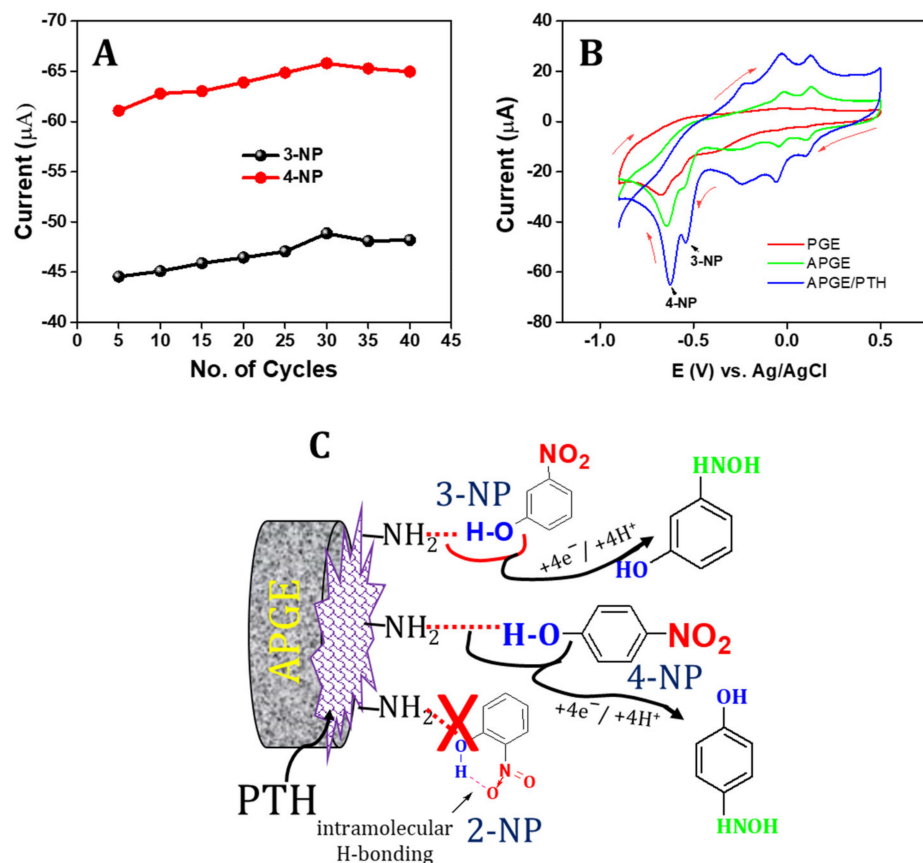 A
Current (μA)
-70
-65
-60
-55
-50
-45
-40
3-NP
4-NP
0 5 10 15 20 25 30 35 40 45
No. of Cycles
B
Current (μA)
40
20
0
-20
-40
-60
-80
3-NP
4-NP
PGE
APGE
APGE/PTH
-1.0 -0.5 0.0 0.5
E (V) vs. Ag/AgCl
C
NO₂
3-NP
HNOH
NH₂ H-O
+4e⁻/ +4H⁺
HO
APGE
NH₂ H-O NO₂
4-NP
+4e⁻/ +4H⁺
OH
NH₂ X
O
H
N
O
O
PTH
intramolecular
H-bonding
2-NP
HNOH